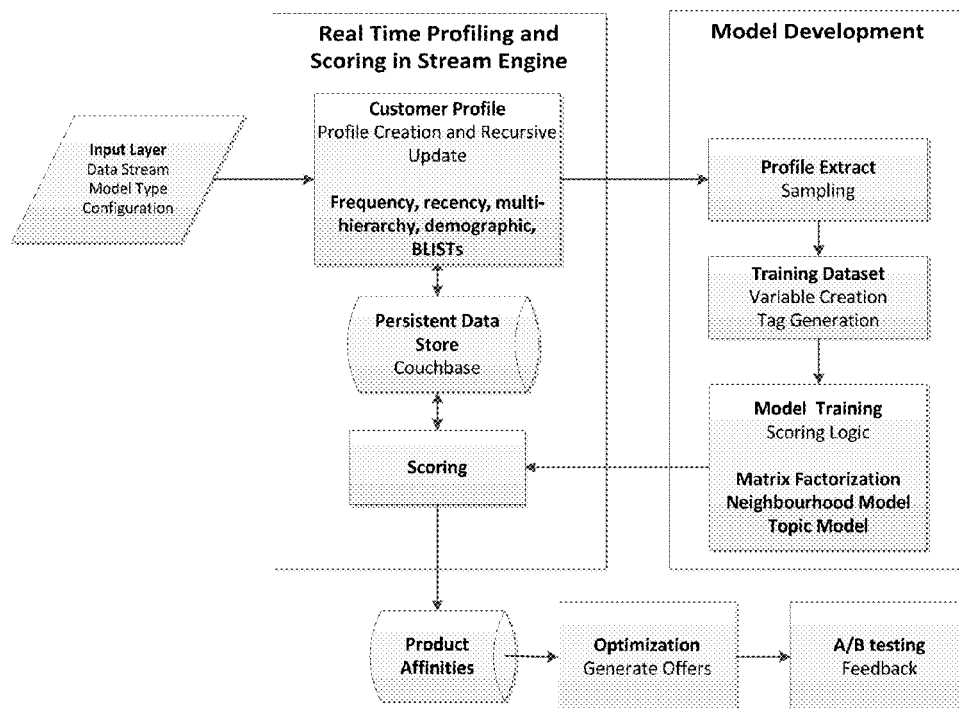 Real Time Profiling and
Scoring in Stream Engine
Model Development
Input Layer
Data Stream
Model Type
Configuration
Customer Profile
Profile Creation and Recursive
Update
Frequency, recency, multi-
hierarchy, demographic,
BLISTs
Persistent Data
Store
Couchbase
Scoring
Profile Extract
Sampling
Training Dataset
Variable Creation
Tag Generation
Model Training
Scoring Logic
Matrix Factorization
Neighbourhood Model
Topic Model
Product
Affinities
Optimization
Generate Offers
A/B testing
Feedback